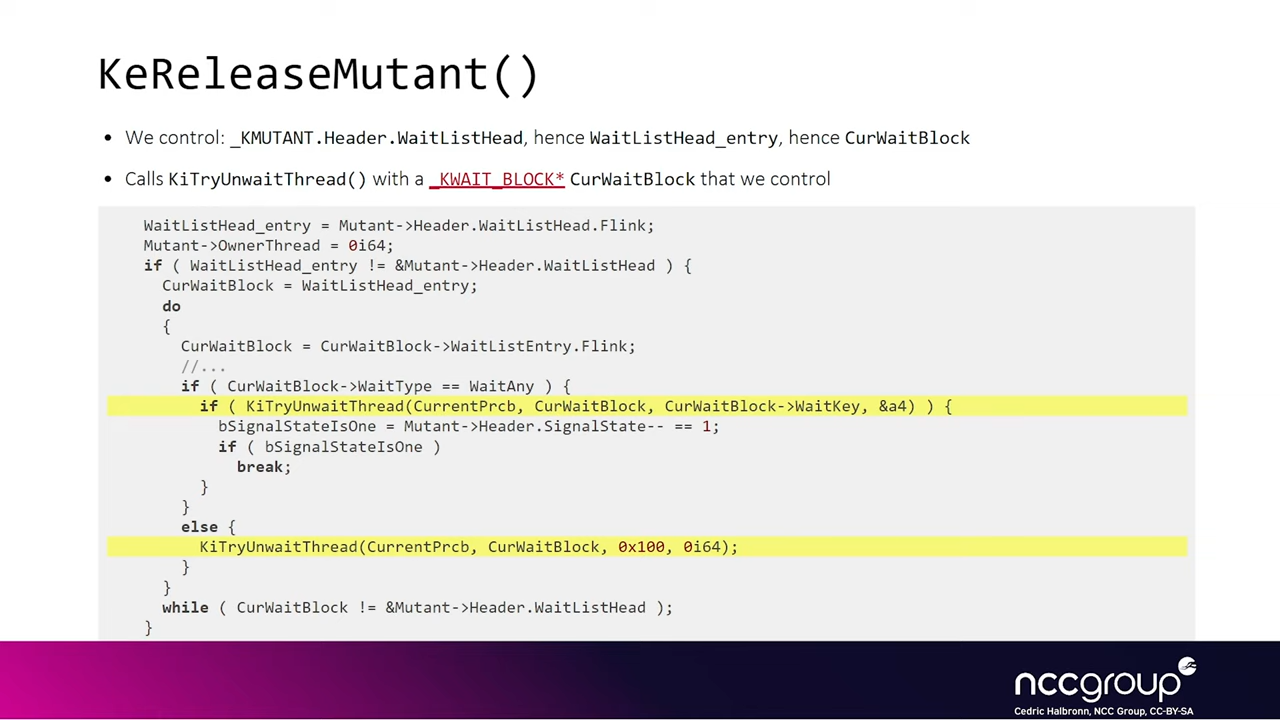 KeReleaseMutant()
• We control: _KMUTANT.Header.WaitListHead, hence WaitListHead_entry, hence CurWaitBlock
• Calls KiTryUnwaitThread() with a _KWAIT_BLOCK* CurWaitBlock that we control
WaitListHead_entry = Mutant->Header.WaitListHead.Flink;
Mutant->OwnerThread = 0i64;
if ( WaitListHead_entry != &Mutant->Header.WaitListHead ) {
CurWaitBlock = WaitListHead_entry;
do
{
CurWaitBlock = CurWaitBlock->WaitListEntry.Flink;
//...
if ( CurWaitBlock->WaitType == WaitAny ) {
if ( KiTryUnwaitThread(CurrentPrcb, CurWaitBlock, CurWaitBlock->WaitKey, &a4) ) {
bSignalStateIsOne = Mutant->Header.SignalState-- == 1;
if ( bSignalStateIsOne )
break;
}
}
else {
KiTryUnwaitThread(CurrentPrcb, CurWaitBlock, 0x100, 0i64);
}
}
while ( CurWaitBlock != &Mutant->Header.WaitListHead );
}
nccgroup
Cedric Halbronn, NCC Group, CC-BY-SA